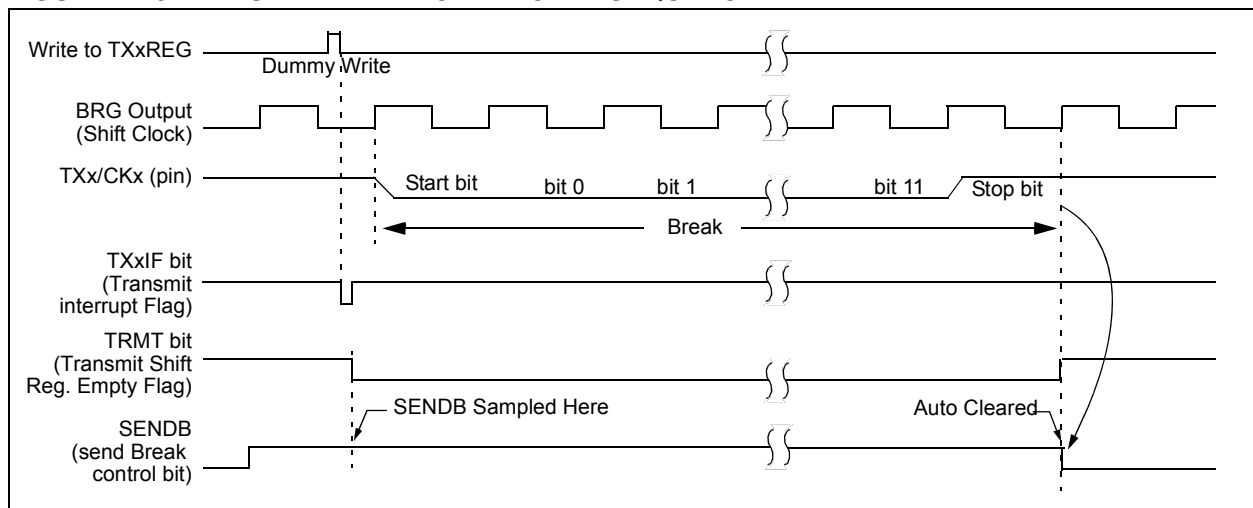 Write to TXxREG
Dummy Write
BRG Output
(Shift Clock)
TXx/CKx (pin)
Start bit
bit 0
bit 1
bit 11
Stop bit
Break
TXxIF bit
(Transmit
interrupt Flag)
TRMT bit
(Transmit Shift
Reg. Empty Flag)
SENDB Sampled Here
Auto Cleared
SENDB
(send Break
control bit)